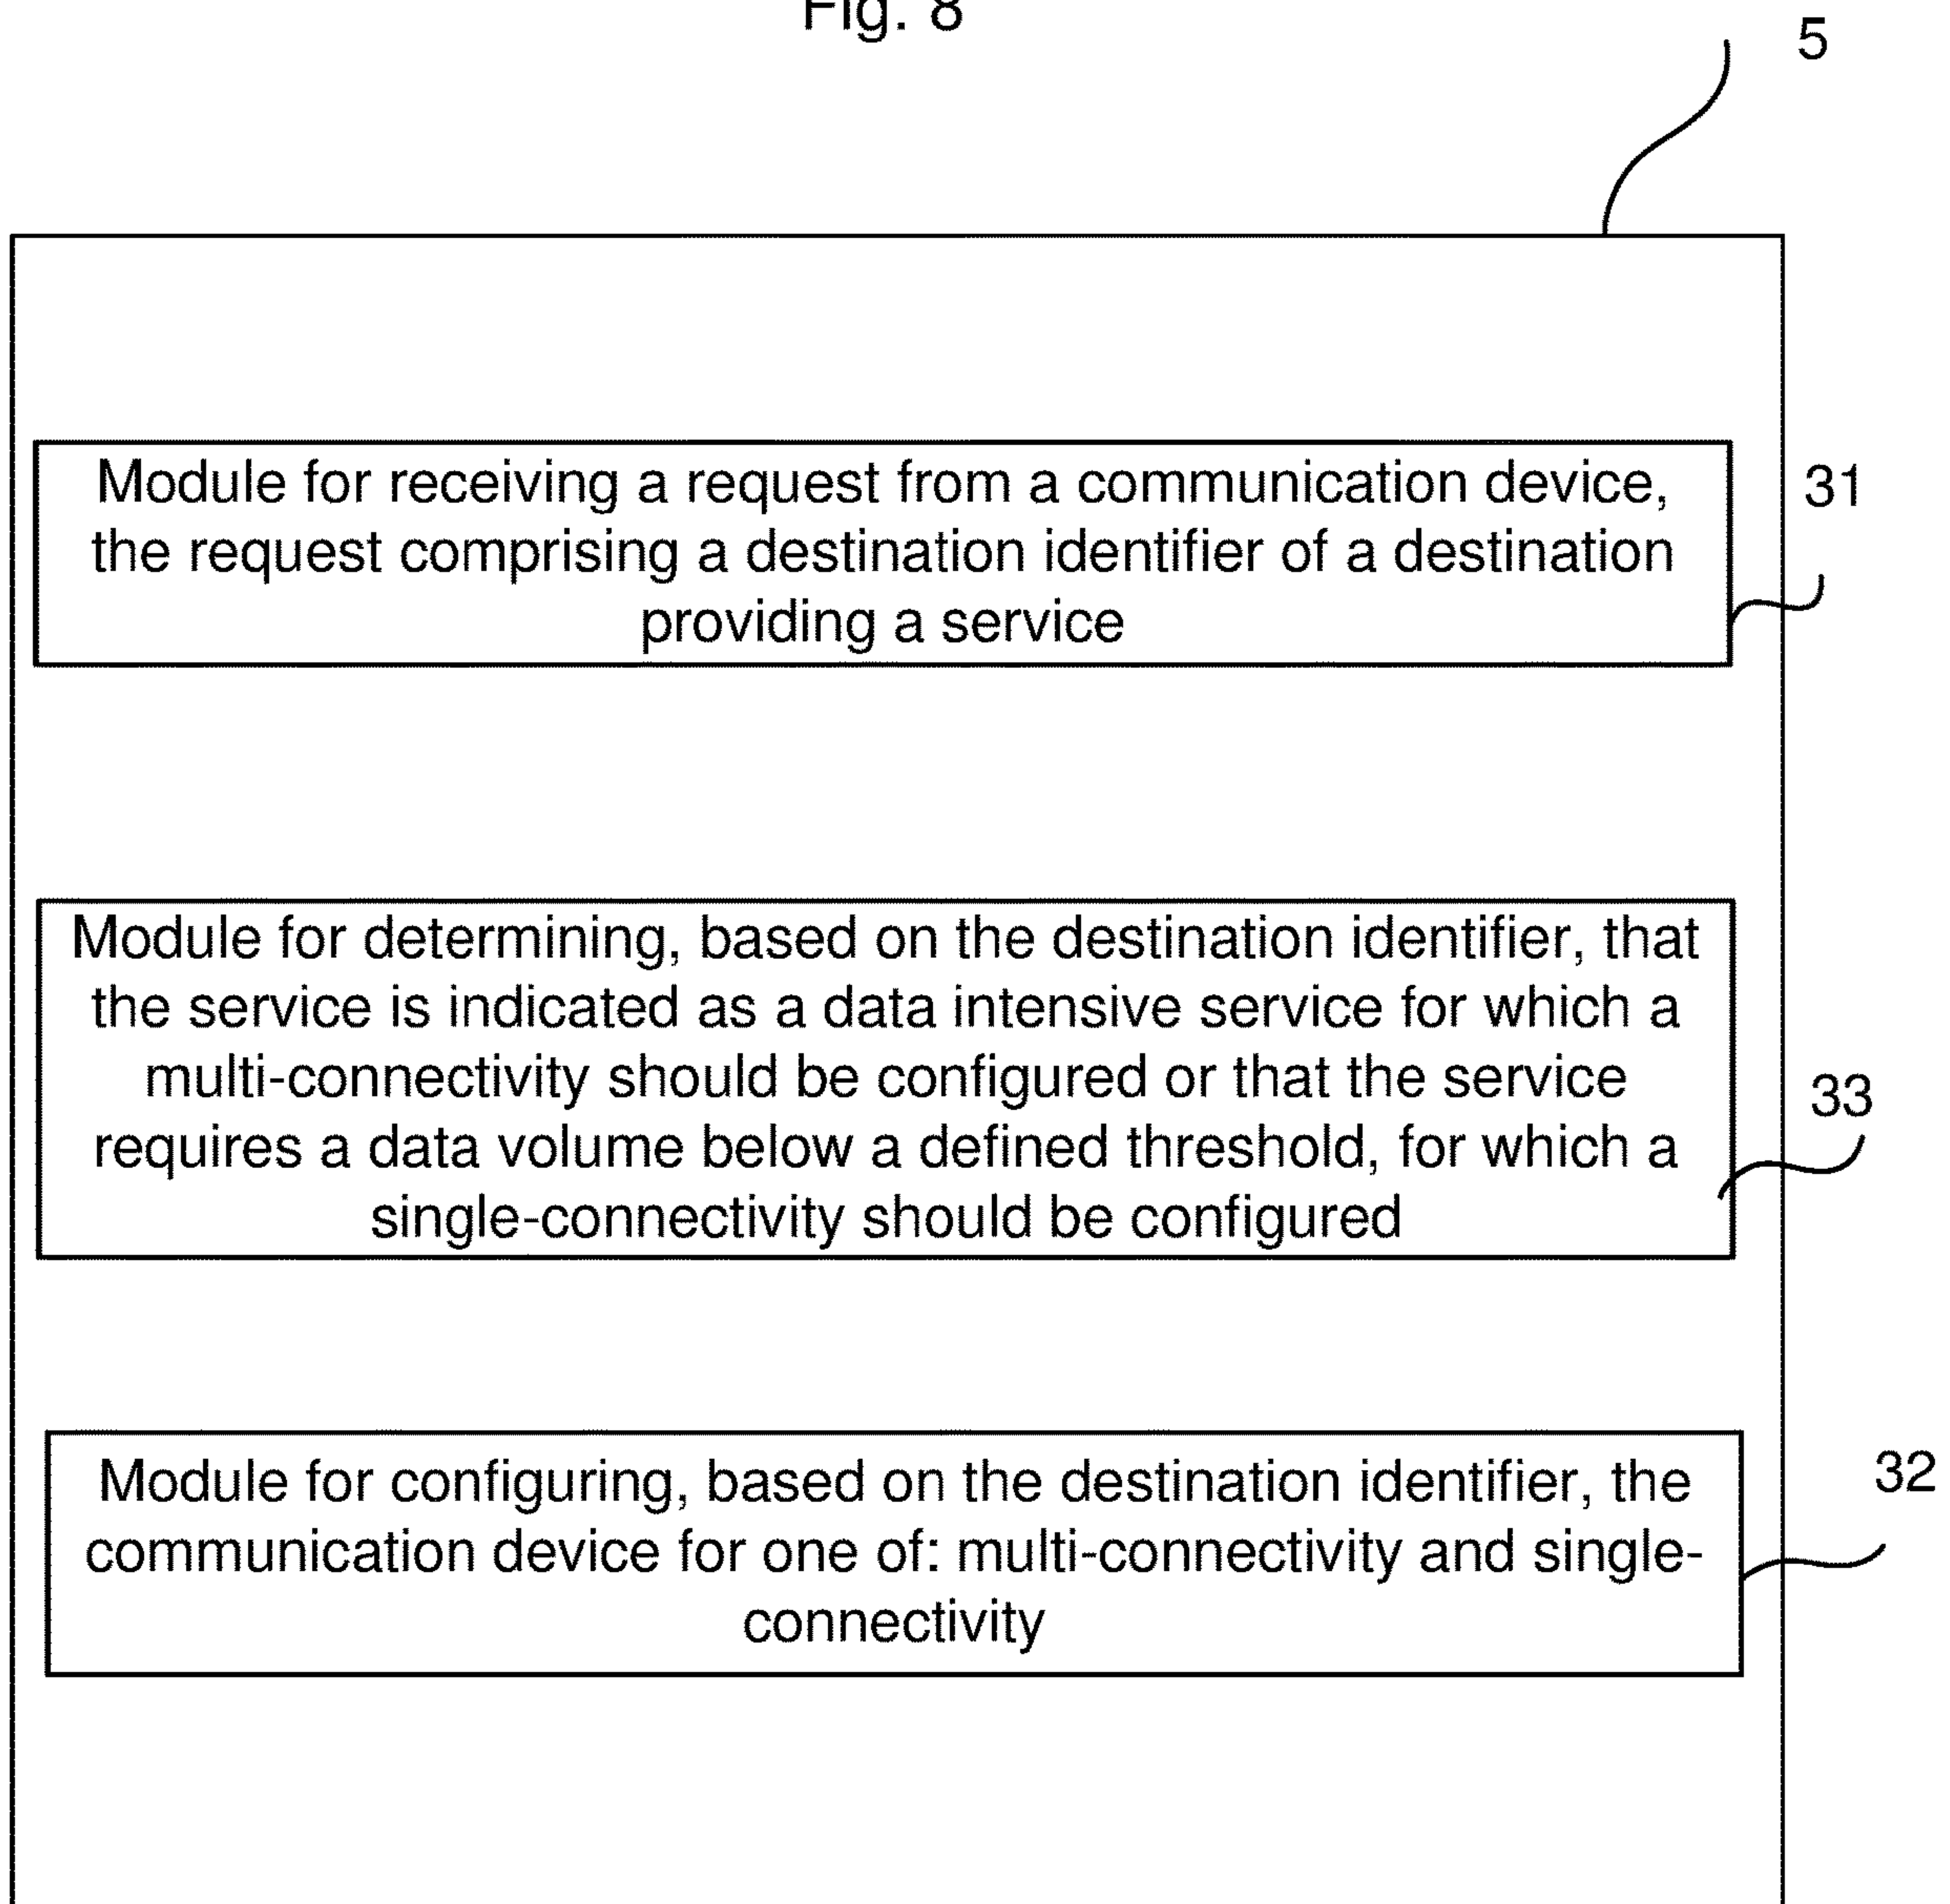 Fig. 8
5
Module for receiving a request from a communication device,
the request comprising a destination identifier of a destination
providing a service
31
Module for determining, based on the destination identifier, that
the service is indicated as a data intensive service for which a
multi-connectivity should be configured or that the service
requires a data volume below a defined threshold, for which a
single-connectivity should be configured
33
Module for configuring, based on the destination identifier, the
communication device for one of: multi-connectivity and single-
connectivity
32